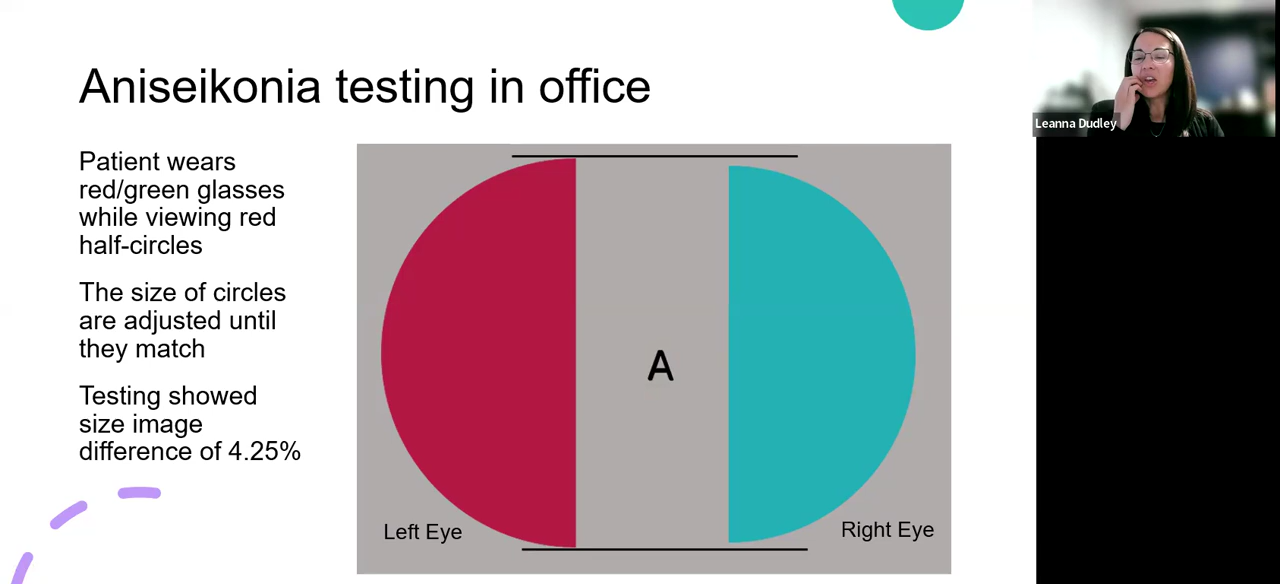 Aniseikonia testing in office
Patient wears
red/green glasses
while viewing red
half-circles
The size of circles
are adjusted until
they match
Testing showed
size image
difference of 4.25%
A
Left Eye
Right Eye
Leanna Dudley